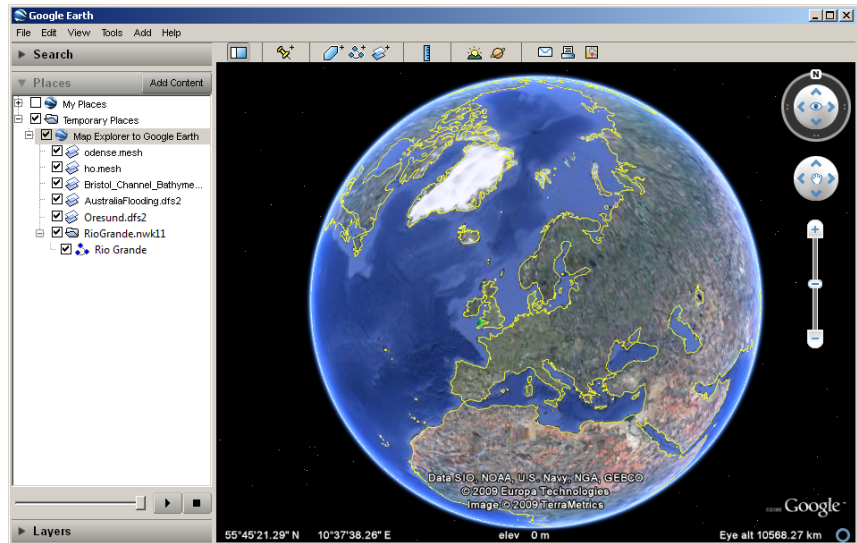 Google Earth
File Edit View Tools Add Help
Search
Places
Add Content
My Places
Temporary Places
Map Explorer to Google Earth
odense.mesh
ho.mesh
Bristol_Channel_Bathyme...
AustraliaFlooding.dfs2
Oresund.dfs2
RioGrande.nwk11
Rio Grande
Layers
N
Data SIO, NOAA, U.S. Navy, NGA, GEBCO
© 2009 Europa Technologies
Image © 2009 TerraMetrics
Google
55°45'21.29" N 10°37'38.26" E elev 0 m Eye alt 10568.27 km